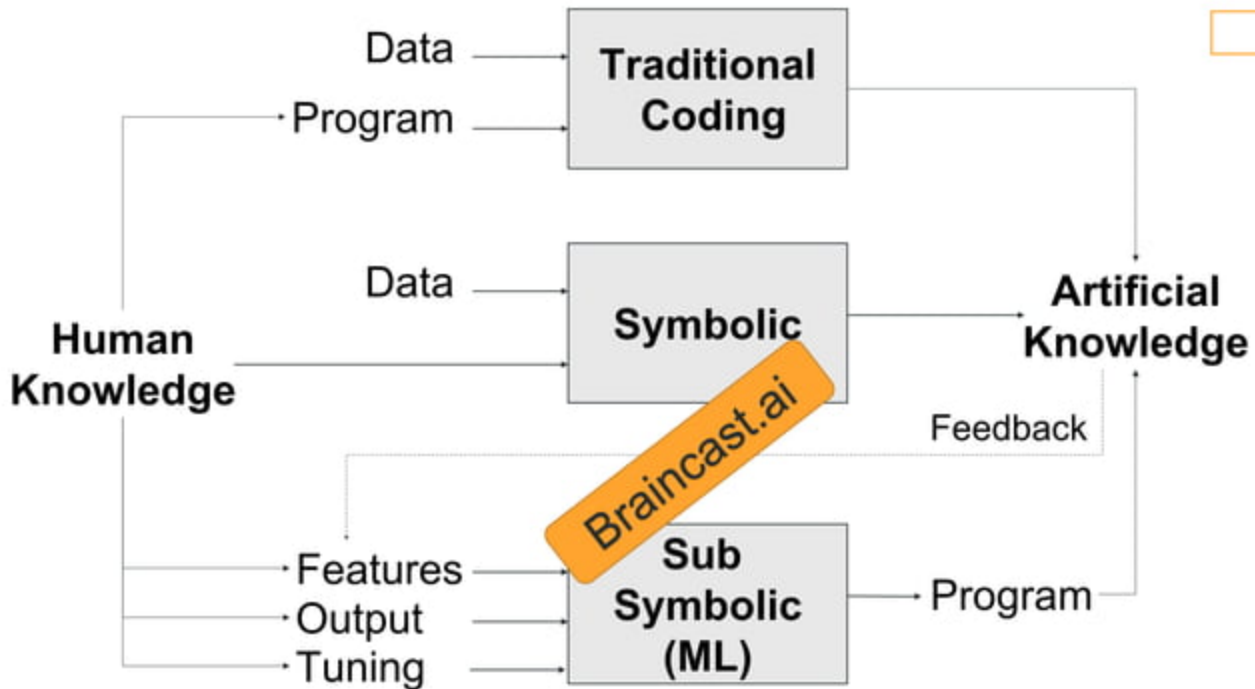 Data
Program
Traditional
Coding
Data
Symbolic
Human
Knowledge
Artificial
Knowledge
Feedback
Braincast.ai
Features
Output
Tuning
Sub
Symbolic
(ML)
Program